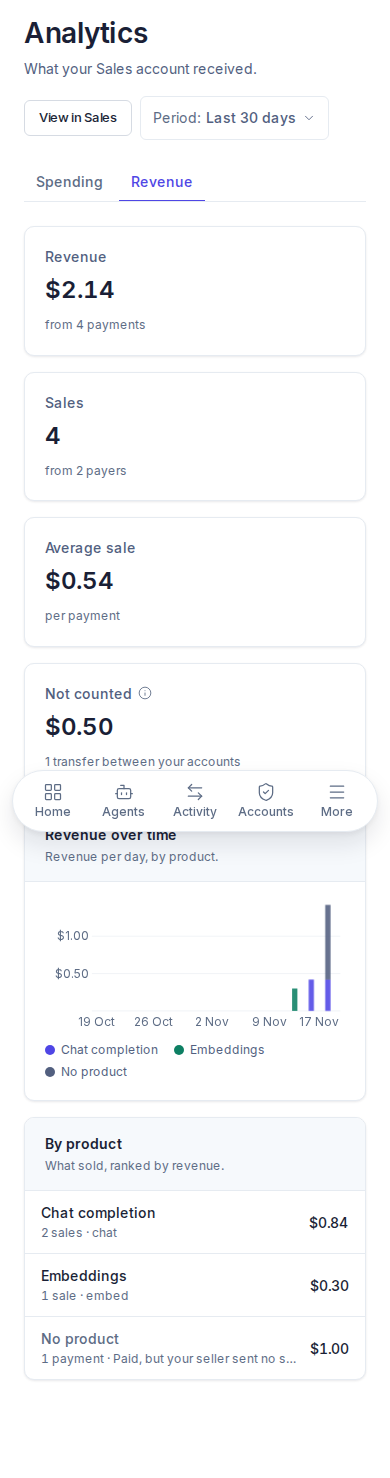 Analytics
What your Sales account received.
View in Sales
Period: Last 30 days
Spending
Revenue
Revenue
$2.14
from 4 payments
Sales
4
from 2 payers
Average sale
$0.54
per payment
Not counted
$0.50
1 transfer between your accounts
Home
Agents
Activity
Accounts
More
Revenue over time
Revenue per day, by product.
$1.00
$0.50
19 Oct
26 Oct
2 Nov
9 Nov
17 Nov
Chat completion
Embeddings
No product
By product
What sold, ranked by revenue.
Chat completion
$0.84
2 sales · chat
Embeddings
$0.30
1 sale · embed
No product
$1.00
1 payment · Paid, but your seller sent no s...